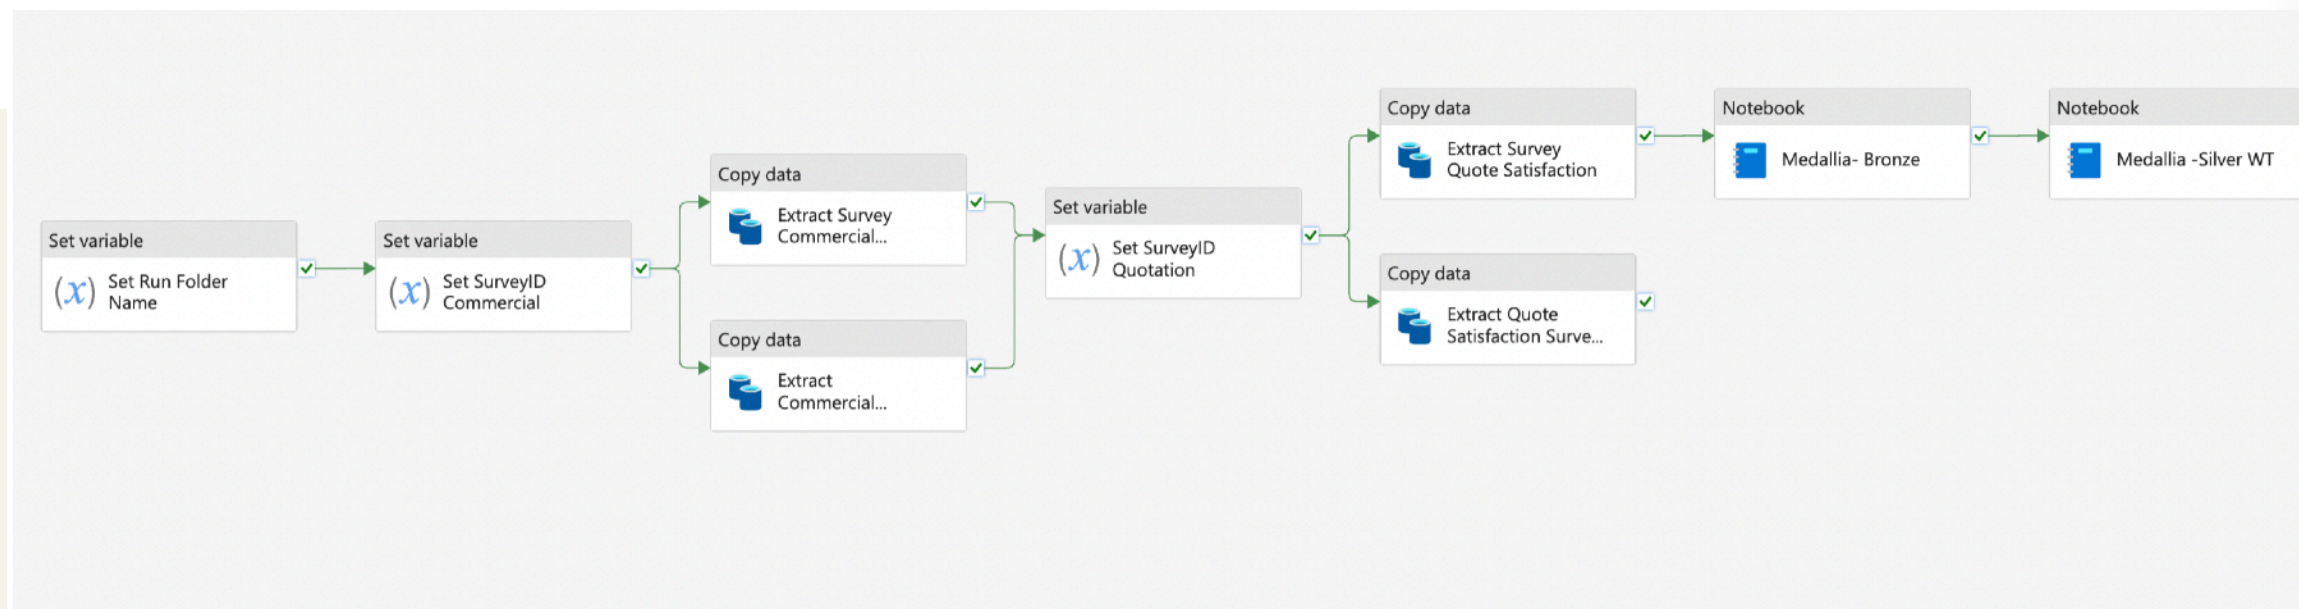 Set variable
(x) Set Run Folder
Name
Set variable
(x) Set SurveyID
Commercial
Copy data
Extract Survey
Commercial...
Copy data
Extract
Commercial...
Set variable
(x) Set SurveyID
Quotation
Copy data
Extract Survey
Quote Satisfaction
Copy data
Extract Quote
Satisfaction Surve...
Notebook
Medallia- Bronze
Notebook
Medallia -Silver WT